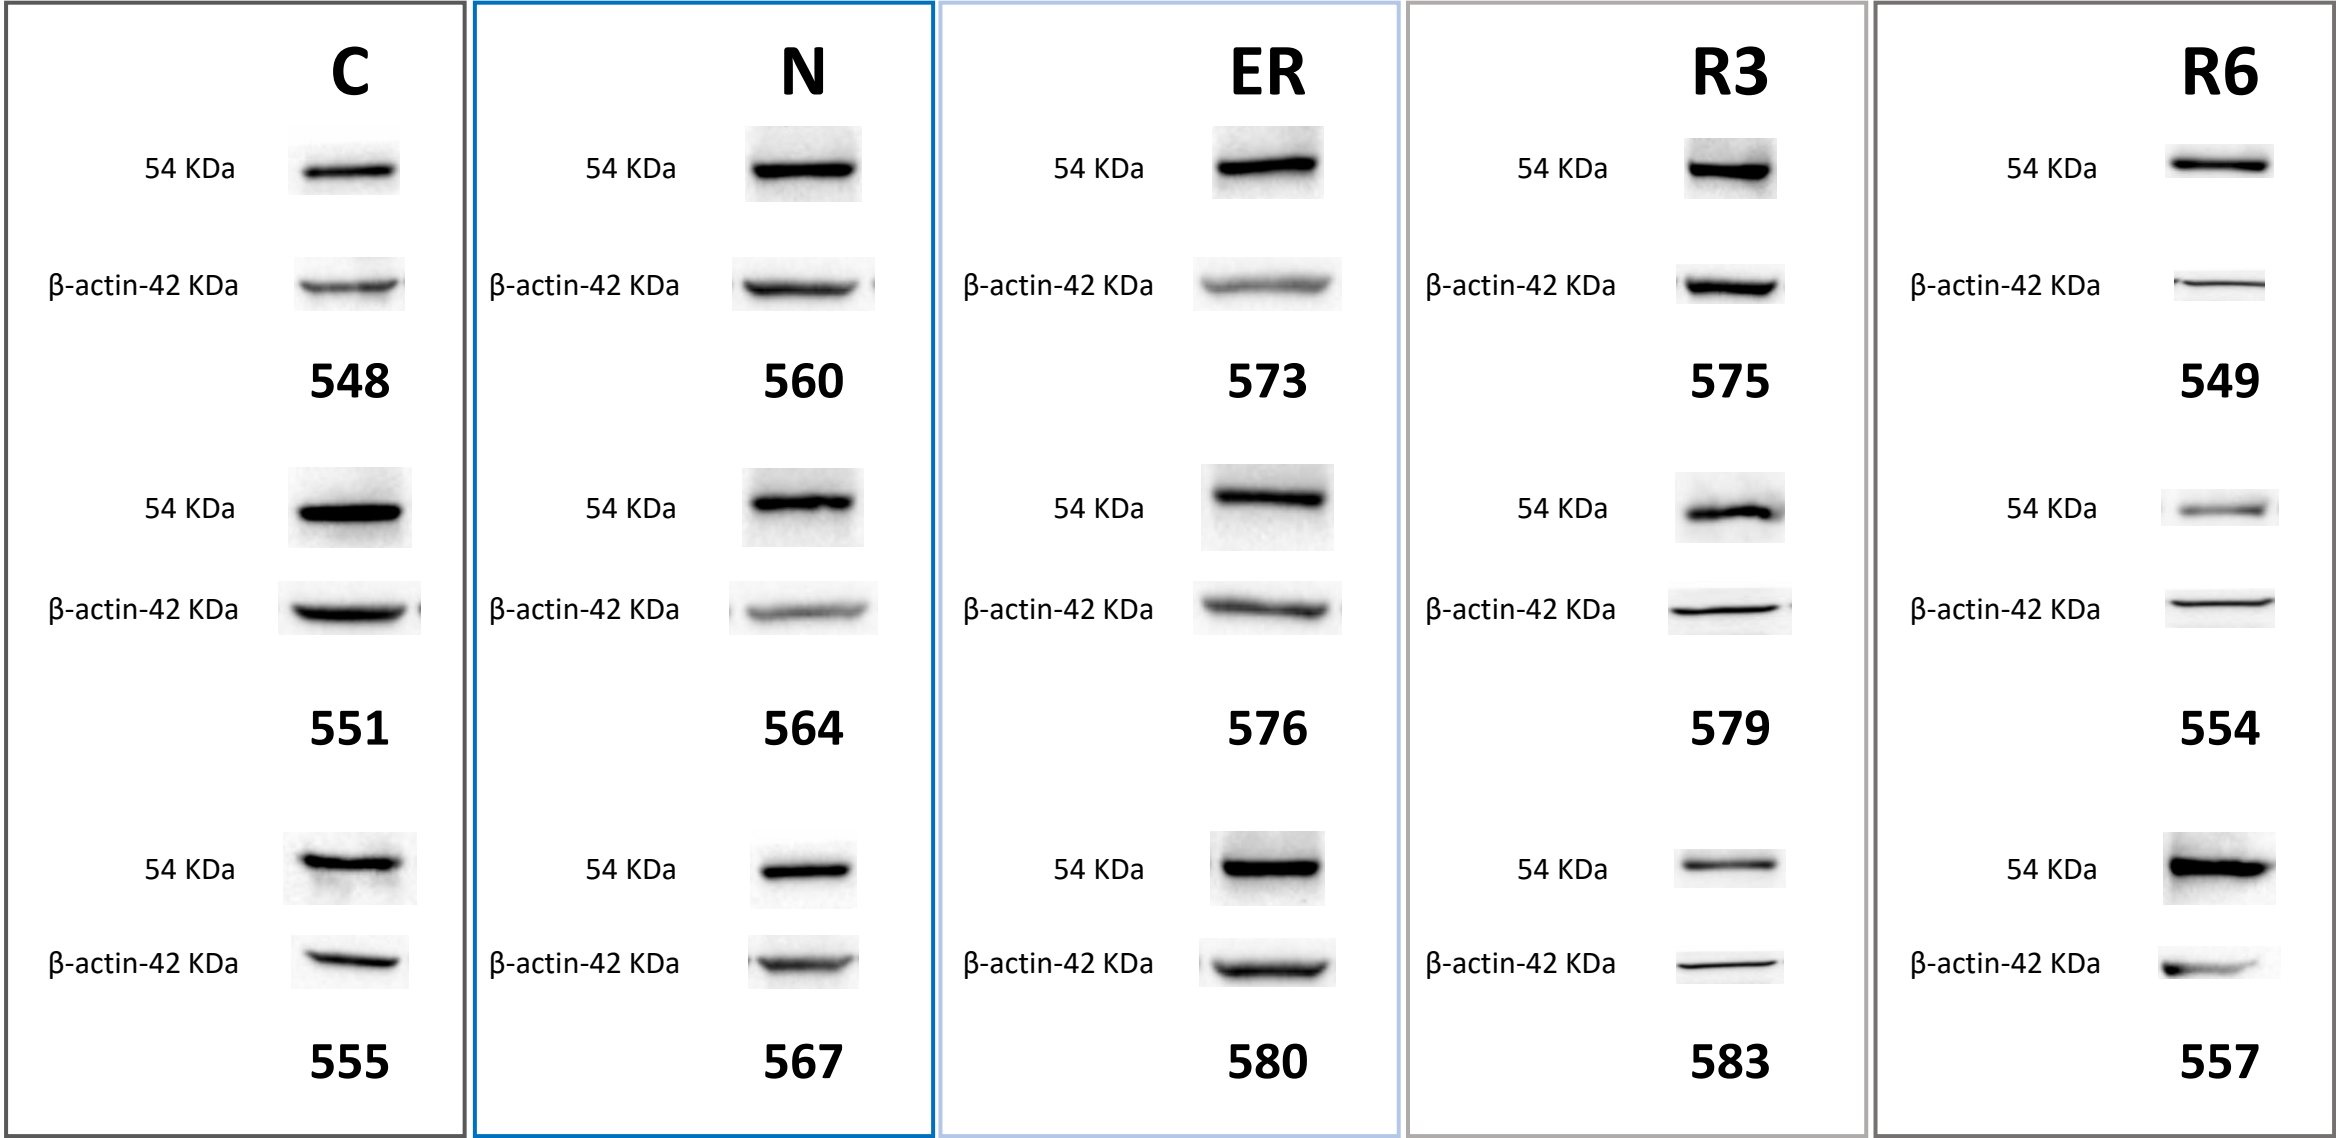 C
54 KDa
β-actin-42 KDa
548
54 KDa
β-actin-42 KDa
551
54 KDa
β-actin-42 KDa
555
N
54 KDa
β-actin-42 KDa
560
54 KDa
β-actin-42 KDa
564
54 KDa
β-actin-42 KDa
567
ER
54 KDa
β-actin-42 KDa
573
54 KDa
β-actin-42 KDa
576
54 KDa
β-actin-42 KDa
580
R3
54 KDa
β-actin-42 KDa
575
54 KDa
β-actin-42 KDa
579
54 KDa
β-actin-42 KDa
583
R6
54 KDa
β-actin-42 KDa
549
54 KDa
β-actin-42 KDa
554
54 KDa
β-actin-42 KDa
557